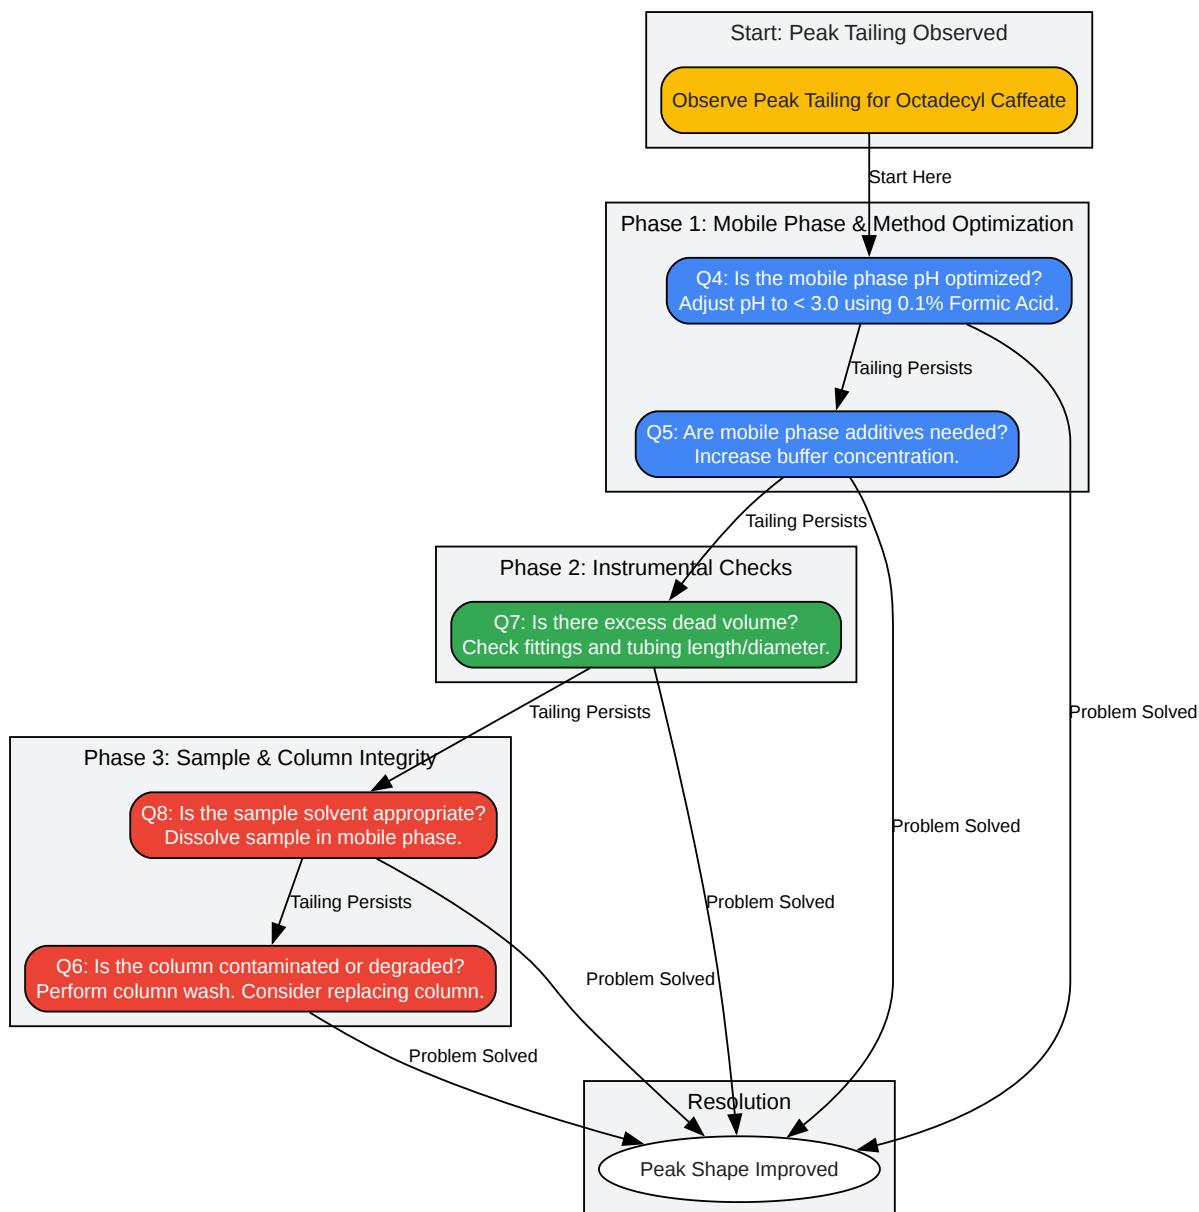 Start: Peak Tailing Observed
Observe Peak Tailing for Octadecyl Caffeate
Start Here
Phase 1: Mobile Phase & Method Optimization
Q4: Is the mobile phase pH optimized?
Adjust pH to < 3.0 using 0.1% Formic Acid.
Tailing Persists
Q5: Are mobile phase additives needed?
Increase buffer concentration.
Tailing Persists
Phase 2: Instrumental Checks
Q7: Is there excess dead volume?
Check fittings and tubing length/diameter.
Tailing Persists
Problem Solved
Phase 3: Sample & Column Integrity
Q8: Is the sample solvent appropriate?
Dissolve sample in mobile phase.
Problem Solved
Tailing Persists
Problem Solved
Q6: Is the column contaminated or degraded?
Perform column wash. Consider replacing column.
Problem Solved
Problem Solved
Resolution
Peak Shape Improved